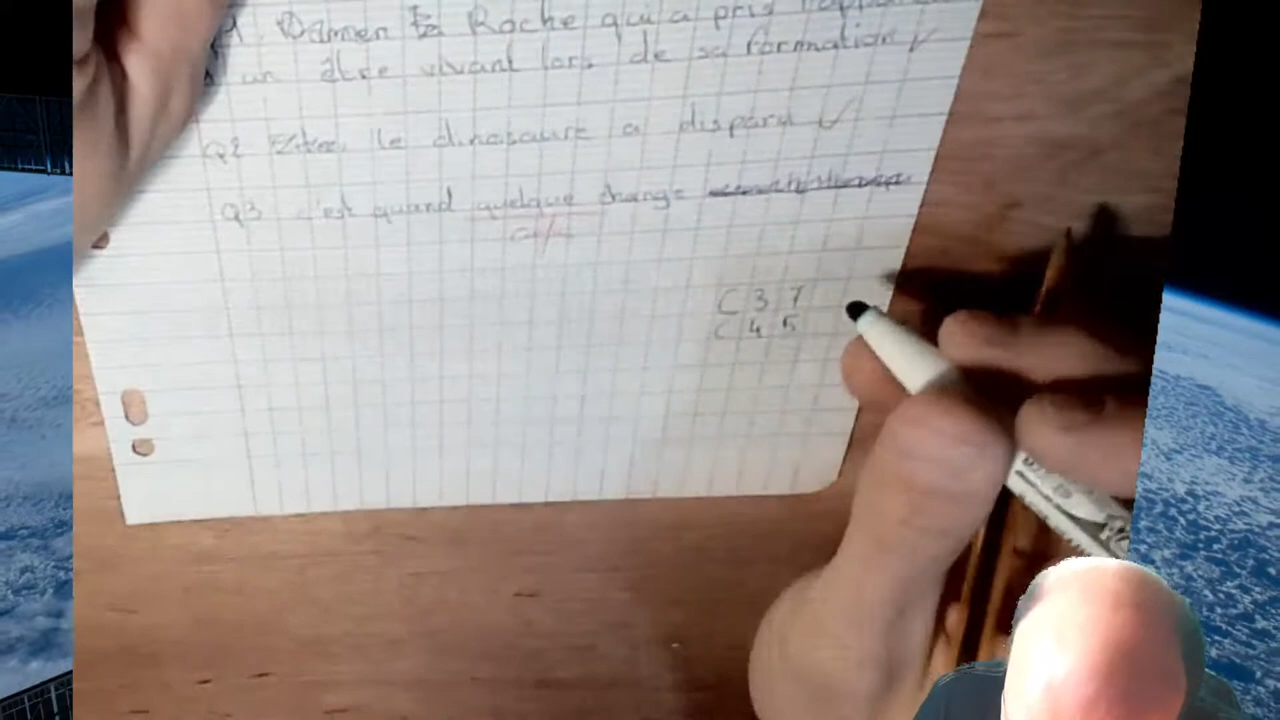 Damien Roche qui a pris
un être vivant lors de sa formation
Q2 le dinosaure a disparu
Q3 c'est quand quelque change
C 3 7
C 4 5